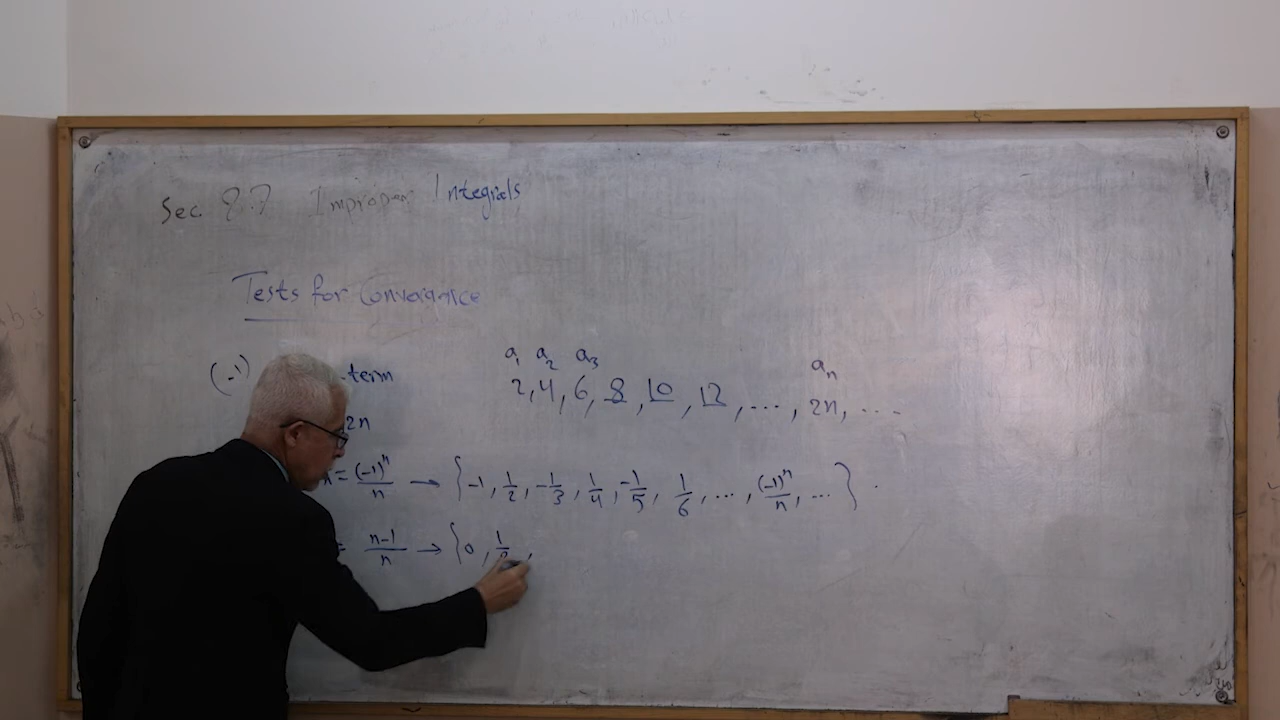 Sec. 8.7 Improper Integrals
Tests for Convergence
a₁ a₂ a₃ aₙ
(-1) -term 2, 4, 6, 8, 10, 12, ..., 2n, ...
2n
= (-1)ⁿ/n → {-1, 1/2, -1/3, 1/4, -1/5, 1/6, ..., (-1)ⁿ/n, ...}
= n-1/n → {0, 1/2,